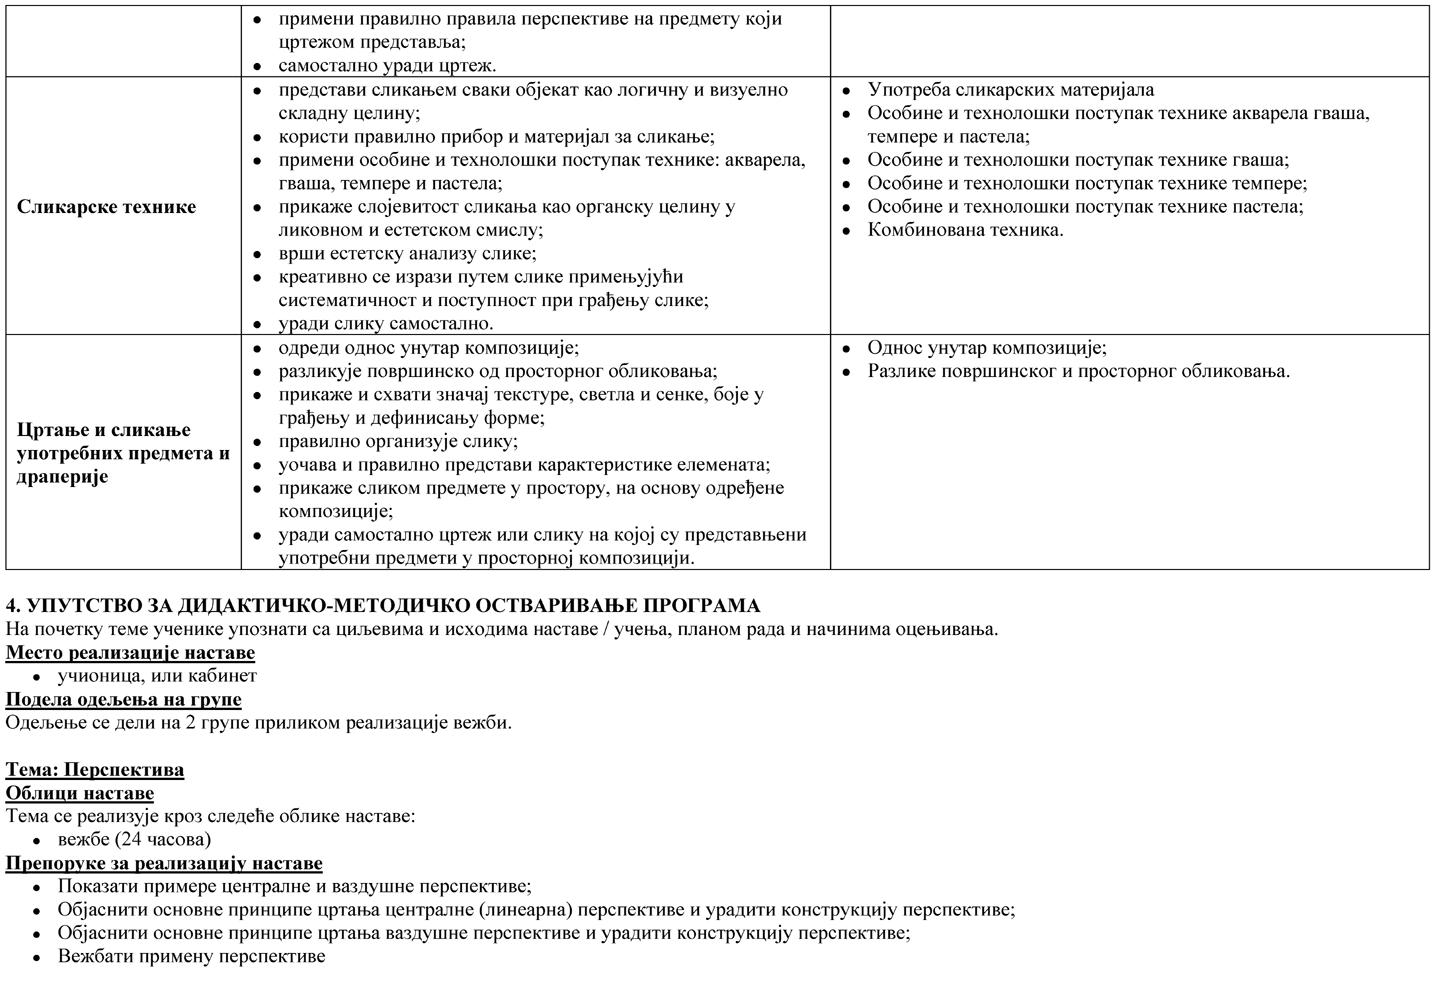 • примени правилно правила перспективе на предмету који
цртежом представља;
• самостално уради цртеж.
Сликарске технике
• представи сликањем сваки објекат као логичну и визуелно
складну целину;
• користи правилно прибор и материјал за сликање;
• примени особине и технолошки поступак технике: акварела,
гваша, темпере и пастела;
• прикаже слојевитост сликања као органску целину у
ликовном и естетском смислу;
• врши естетску анализу слике;
• креативно се изрази путем слике примењујући
систематичност и поступност при грађењу слике;
• уради слику самостално.
• Употреба сликарских материјала
• Особине и технолошки поступак технике акварела гваша,
темпере и пастела;
• Особине и технолошки поступак технике гваша;
• Особине и технолошки поступак технике темпере;
• Особине и технолошки поступак технике пастела;
• Комбинована техника.
Цртање и сликање
употребних предмета и
драперије
• одреди однос унутар композиције;
• разликује површинско од просторног обликовања;
• прикаже и схвати значај текстуре, светла и сенке, боје у
грађењу и дефинисању форме;
• правилно организује слику;
• уочава и правилно представи карактеристике елемената;
• прикаже сликом предмете у простору, на основу одређене
композиције;
• уради самостално цртеж или слику на којој су представњени
употребни предмети у просторној композицији.
• Однос унутар композиције;
• Разлике површинског и просторног обликовања.
4. УПУТСТВО ЗА ДИДАКТИЧКО-МЕТОДИЧКО ОСТВАРИВАЊЕ ПРОГРАМА
На почетку теме ученике упознати са циљевима и исходима наставе / учења, планом рада и начинима оцењивања.
Место реализације наставе
• учионица, или кабинет
Подела одељења на групе
Одељење се дели на 2 групе приликом реализације вежби.
Тема: Перспектива
Облици наставе
Тема се реализује кроз следеће облике наставе:
• вежбе (24 часова)
Препоруке за реализацију наставе
• Показати примере централне и ваздушне перспективе;
• Објаснити основне принципе цртања централне (линеарна) перспективе и урадити конструкцију перспективе;
• Објаснити основне принципе цртања ваздушне перспективе и урадити конструкцију перспективе;
• Вежбати примену перспективе